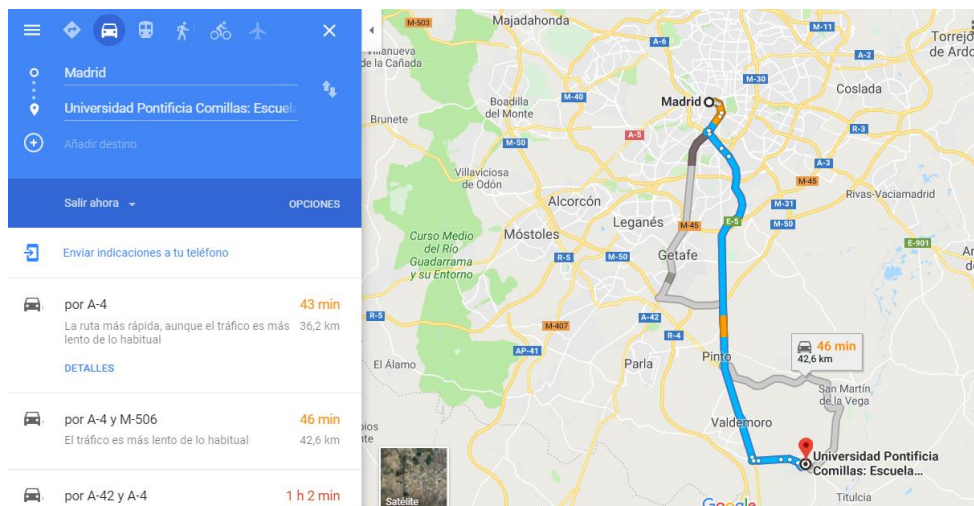 Madrid
Universidad Pontificia Comillas: Escuela
Añadir destino
Salir ahora
OPCIONES
Enviar indicaciones a tu teléfono
por A-4
43 min
La ruta más rápida, aunque el tráfico es más
36,2 km
lento de lo habitual
DETALLES
por A-4 y M-506
46 min
El tráfico es más lento de lo habitual
42,6 km
por A-42 y A-4
1 h 2 min
M-503
Majadahonda
A-6
M-11
A-2
Torrejó
de Ardo
de la Cañada
M-30
Coslada
Boadilla
del Monte
M-40
Madrid
Brunete
A-5
R-3
M-50
A-3
Villaviciosa
de Odón
M-45
Rivas-Vaciamadrid
Alcorcón
M-31
Leganés
M-45
E-5
M-50
Curso Medio
del Río
Guadarrama
y su Entorno
Móstoles
E-901
R-5
M-50
Getafe
R-5
M-407
A-42
R-4
46 min
42,6 km
AP-41
Pinto
El Álamo
Parla
San Martín
de la Vega
Valdemoro
Universidad Pontificia
Comillas: Escuela...
Satélite
Google
Titulcia